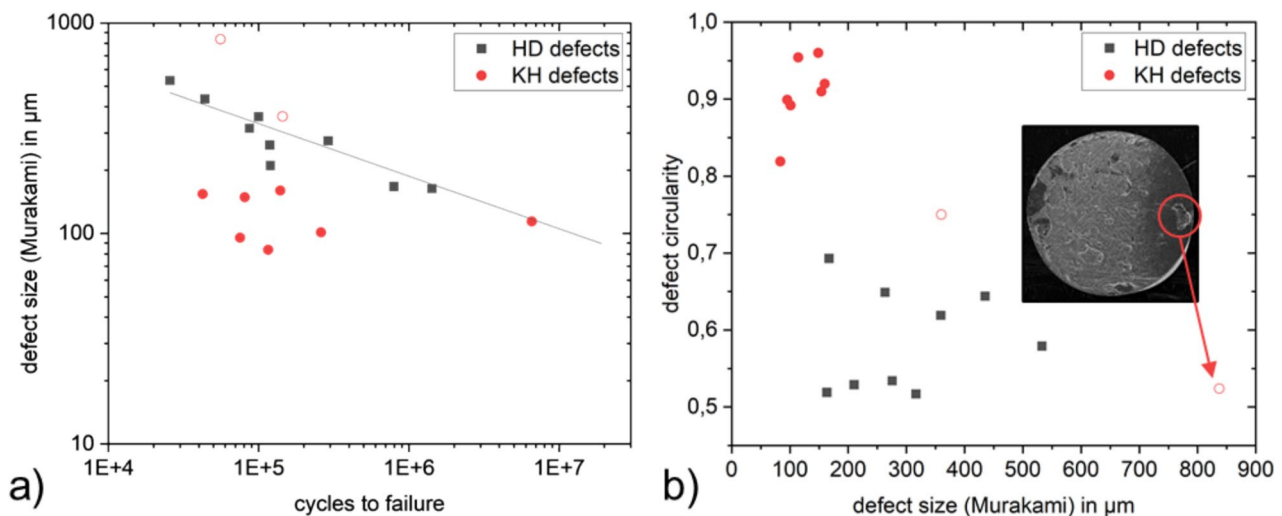 1000
100
10
defect size (Murakami) in µm
HD defects
KH defects
1E+4 1E+5 1E+6 1E+7
cycles to failure
a)
1,0
0,9
0,8
0,7
0,6
0,5
defect circularity
HD defects
KH defects
0 100 200 300 400 500 600 700 800 900
defect size (Murakami) in µm
b)